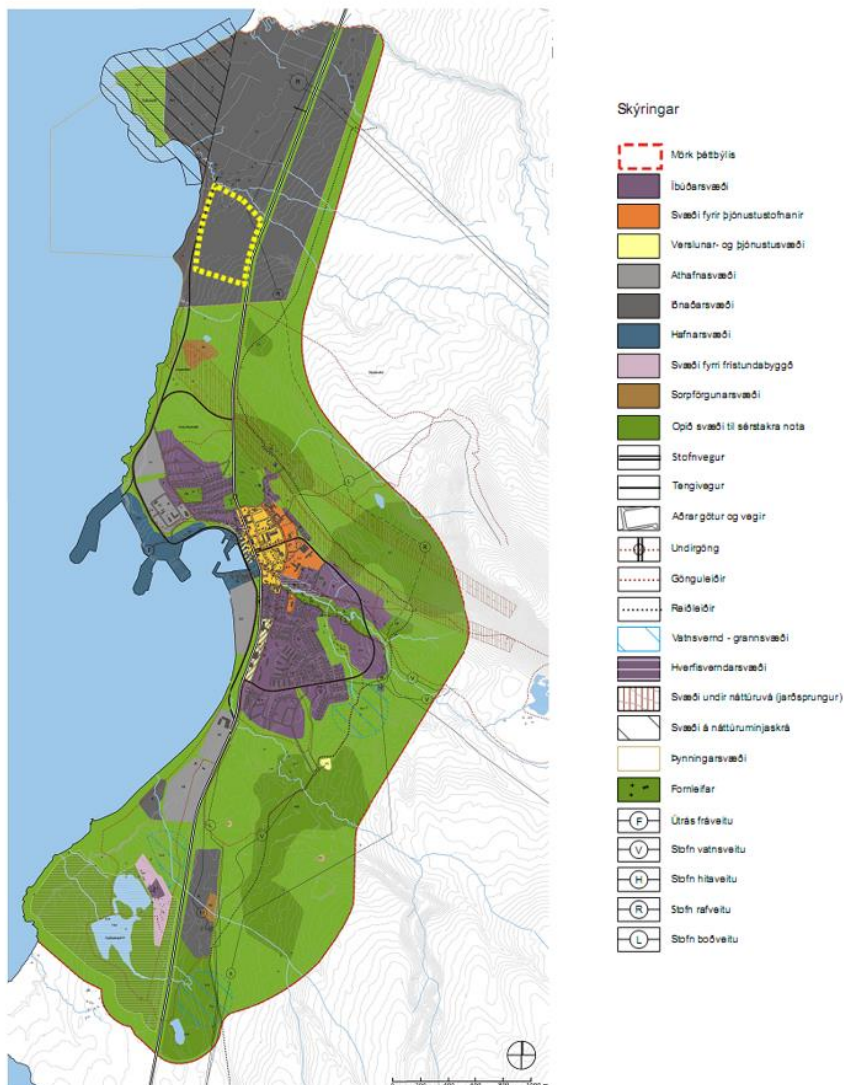 Skýringar
Mörk þéttbýlis
Íbúðarsvæði
Svæði fyrir þjónustustofnanir
Verslunar- og þjónustusvæði
Athafnasvæði
Iðnaðarsvæði
Hafnarsvæði
Svæði fyrri frístundabyggð
Sorpförgunarsvæði
Opið svæði til sérstakra nota
Stofnvegur
Tengivegur
Aðrar götur og vegir
Undirgöng
Gönguleiðir
Reiðleiðir
Vatnsvernd - grannsvæði
Hverfisverndarsvæði
Svæði undir náttúruvá (jarðsprungur)
Svæði á náttúruminjaskrá
Þynningarsvæði
Fornleifar
F Útrás fráveitu
V Stofn vatnsveitu
H Stofn hitaveitu
R Stofn rafveitu
L Stofn boðveitu